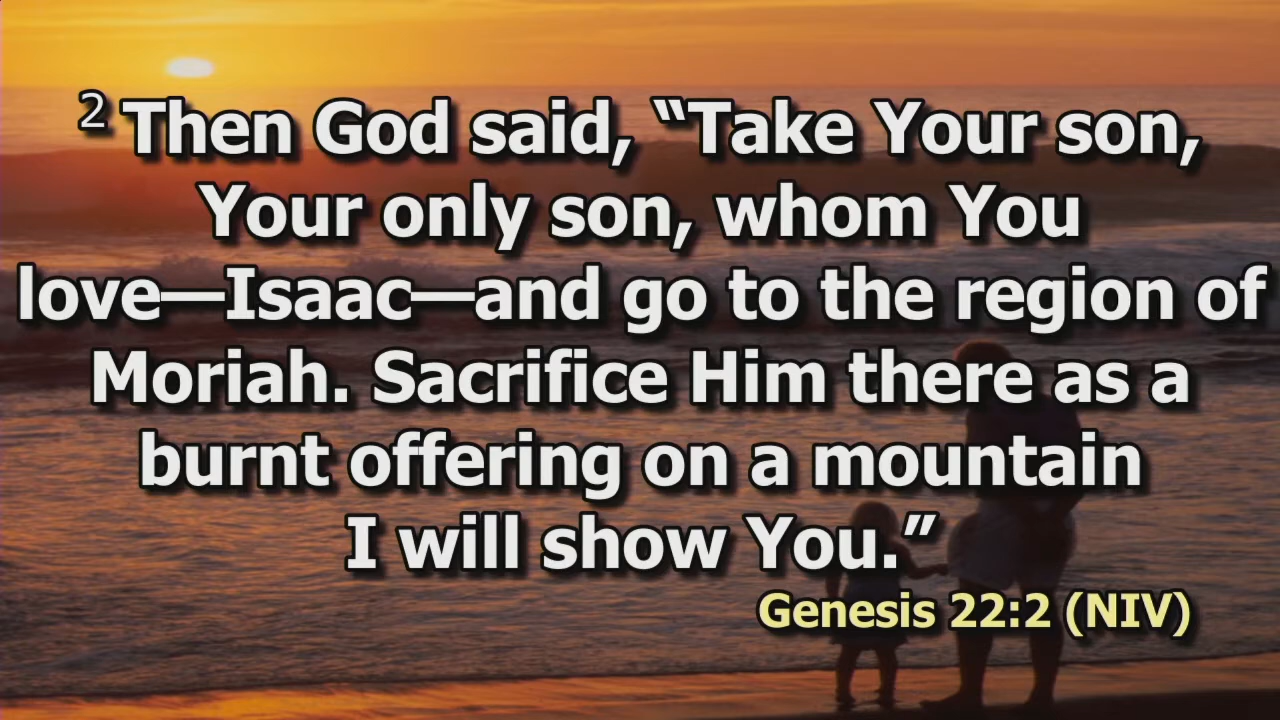 2 Then God said, “Take Your son,
Your only son, whom You
love—Isaac—and go to the region of
Moriah. Sacrifice Him there as a
burnt offering on a mountain
I will show You.”
Genesis 22:2 (NIV)